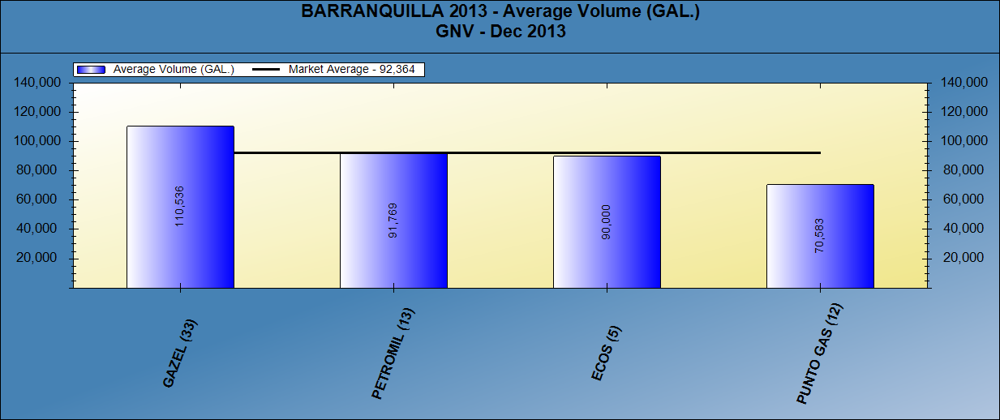 BARRANQUILLA 2013 - Average Volume (GAL.)
GNV - Dec 2013
Average Volume (GAL.) Market Average - 92,364
140,000 140,000
120,000 120,000
100,000 100,000
80,000 80,000
60,000 60,000
40,000 40,000
20,000 20,000
110,536
91,769
90,000
70,583
GAZEL (33)
PETROMIL (13)
ECOS (5)
PUNTO GAS (12)